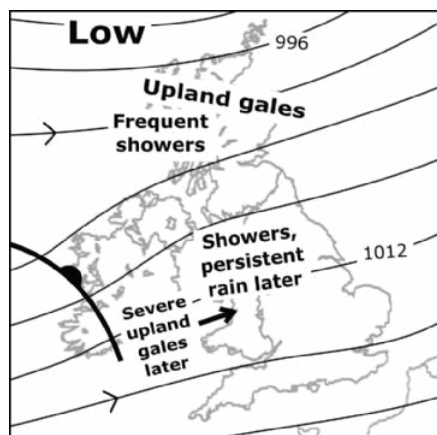 Low
996
Upland gales
Frequent
showers
Showers,
persistent
rain later
1012
Severe
upland
gales
later